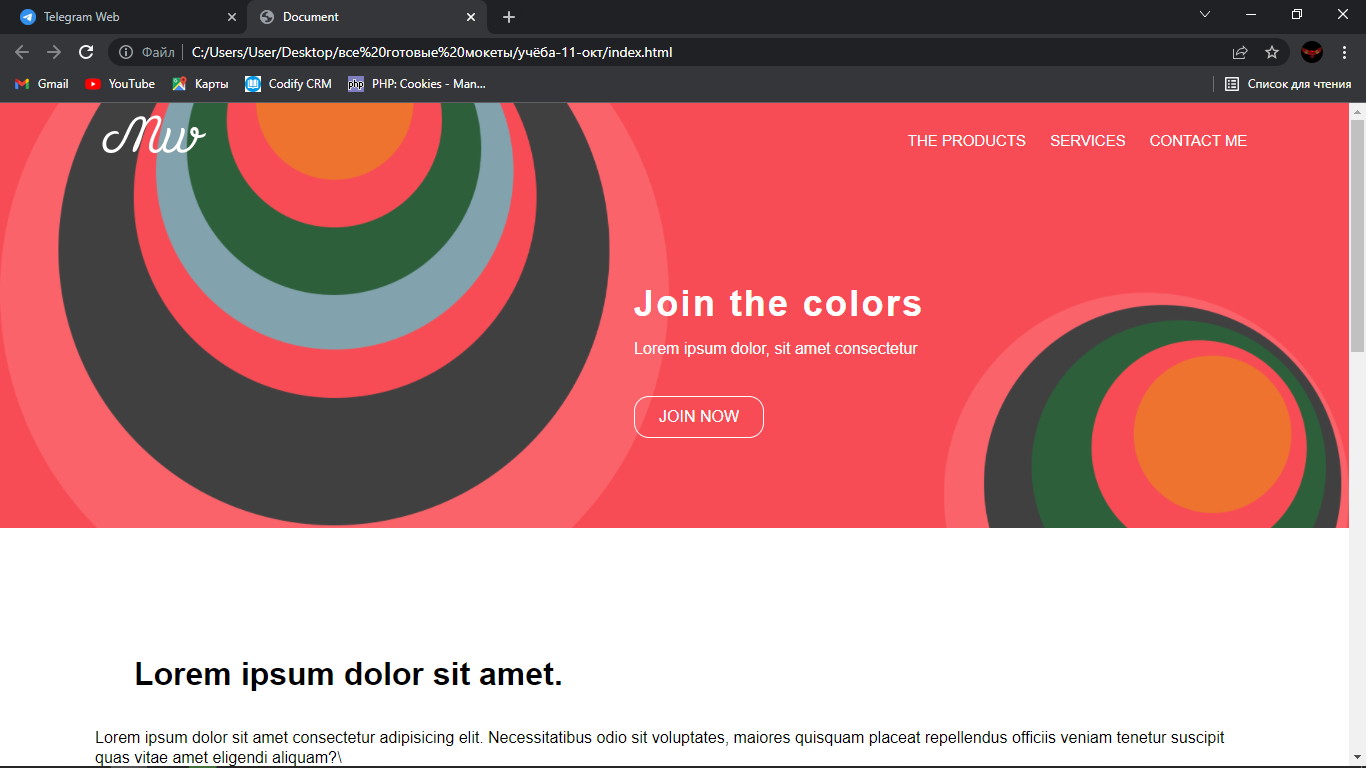 Telegram Web
Document
Файл
C:/Users/User/Desktop/все%20готовые%20мокеты/учёба-11-окт/index.html
Gmail
YouTube
Карты
Codify CRM
php
PHP: Cookies - Man...
Список для чтения
Mw
THE PRODUCTS
SERVICES
CONTACT ME
Join the colors
Lorem ipsum dolor, sit amet consectetur
JOIN NOW
Lorem ipsum dolor sit amet.
Lorem ipsum dolor sit amet consectetur adipisicing elit. Necessitatibus odio sit voluptates, maiores quisquam placeat repellendus officiis veniam tenetur suscipit
quas vitae amet eligendi aliquam?\